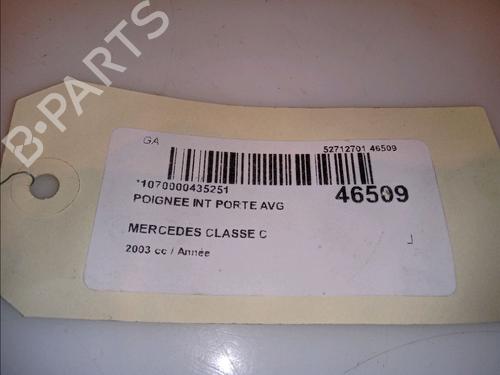 B-PARTS
GA
52712701 46509
*1070000435251
46509
POIGNEE INT PORTE AVG
MERCEDES CLASSE C
2003 cc / Année